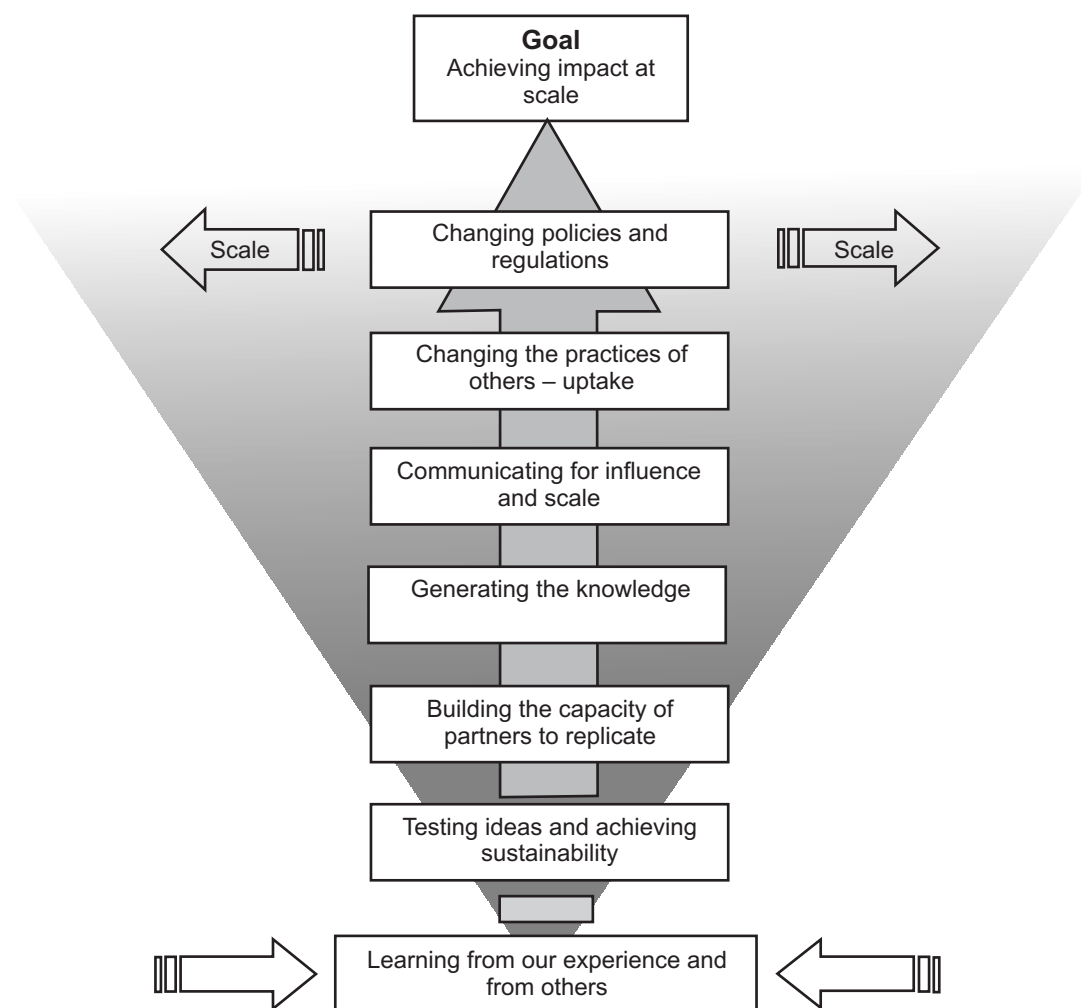 Goal
Achieving impact at
scale
Changing policies and
regulations
Scale
Scale
Changing the practices of
others – uptake
Communicating for influence
and scale
Generating the knowledge
Building the capacity of
partners to replicate
Testing ideas and achieving
sustainability
Learning from our experience and
from others